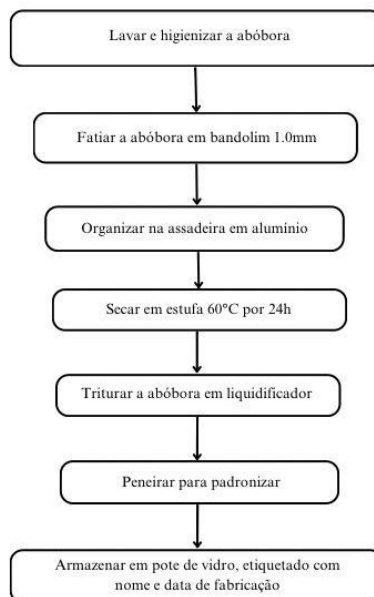 Lavar e higienizar a abóbora
Fatiar a abóbora em bandolim 1.0mm
Organizar na assadeira em alumínio
Secar em estufa 60°C por 24h
Triturar a abóbora em liquidificador
Peneirar para padronizar
Armazenar em pote de vidro, etiquetado com
nome e data de fabricação